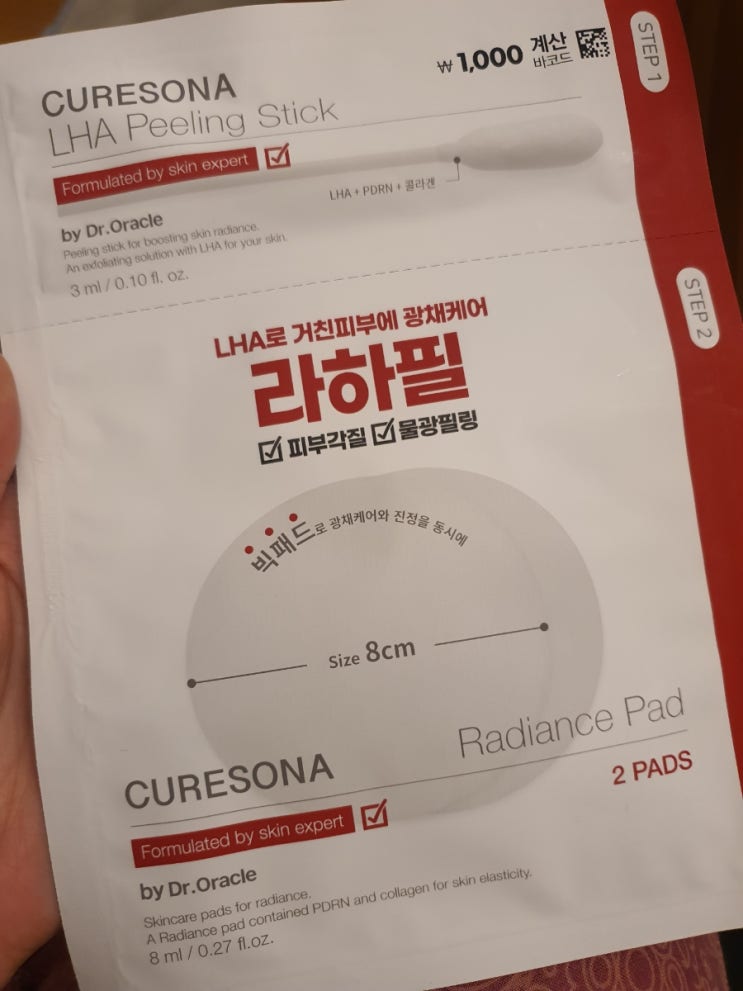 ₩1,000 계산
바코드
STEP 1
CURESONA
LHA Peeling Stick
Formulated by skin expert
LHA + PDRN + 콜라겐
by Dr.Oracle
Peeling stick for boosting skin radiance.
An exfoliating solution with LHA for your skin.
3 ml / 0.10 fl. oz.
STEP 2
LHA로 거친피부에 광채케어
라하필
피부각질 물광필링
빅패드로 광채케어와 진정을 동시에
Size 8cm
Radiance Pad
2 PADS
CURESONA
Formulated by skin expert
by Dr.Oracle
Skincare pads for radiance.
A Radiance pad contained PDRN and collagen for skin elasticity.
8 ml / 0.27 fl.oz.